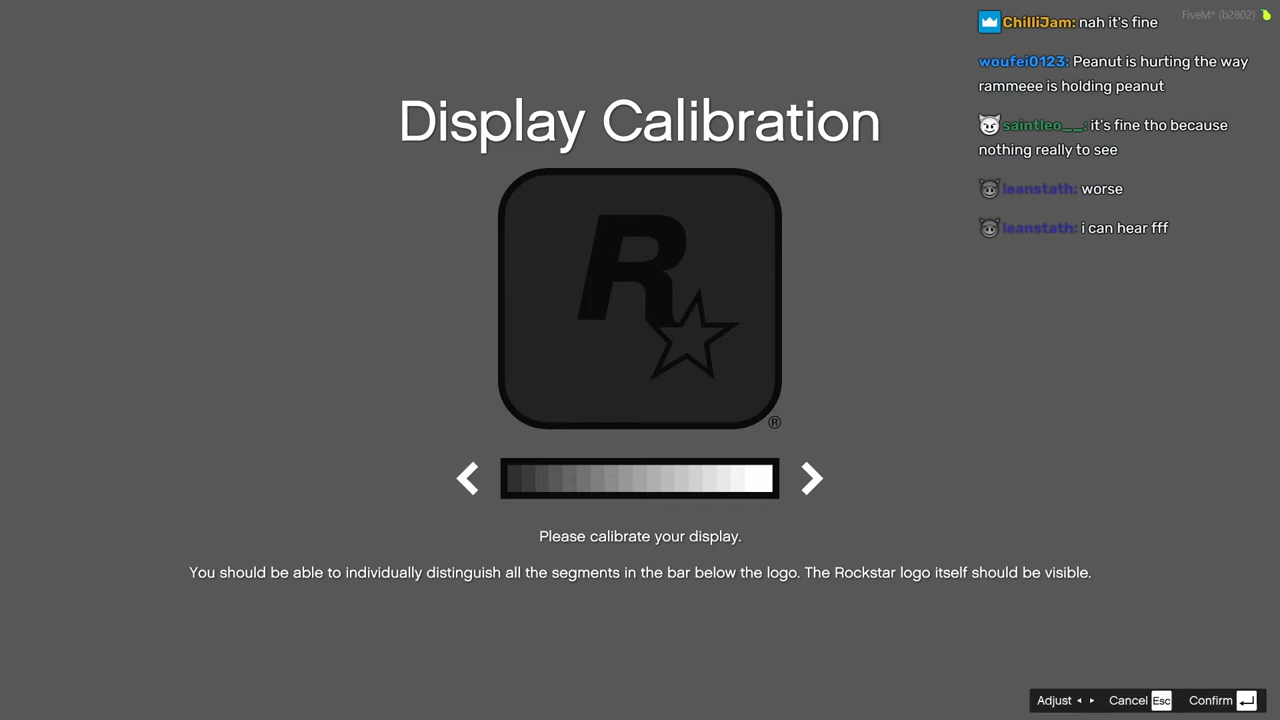 FiveM* (b2802)
ChilliJam: nah it's fine
woufei0123: Peanut is hurting the way
rammeee is holding peanut
saintleo__: it's fine tho because
nothing really to see
leanstath: worse
leanstath: i can hear fff
Display Calibration
R
®
Please calibrate your display.
You should be able to individually distinguish all the segments in the bar below the logo. The Rockstar logo itself should be visible.
Adjust Cancel Esc Confirm